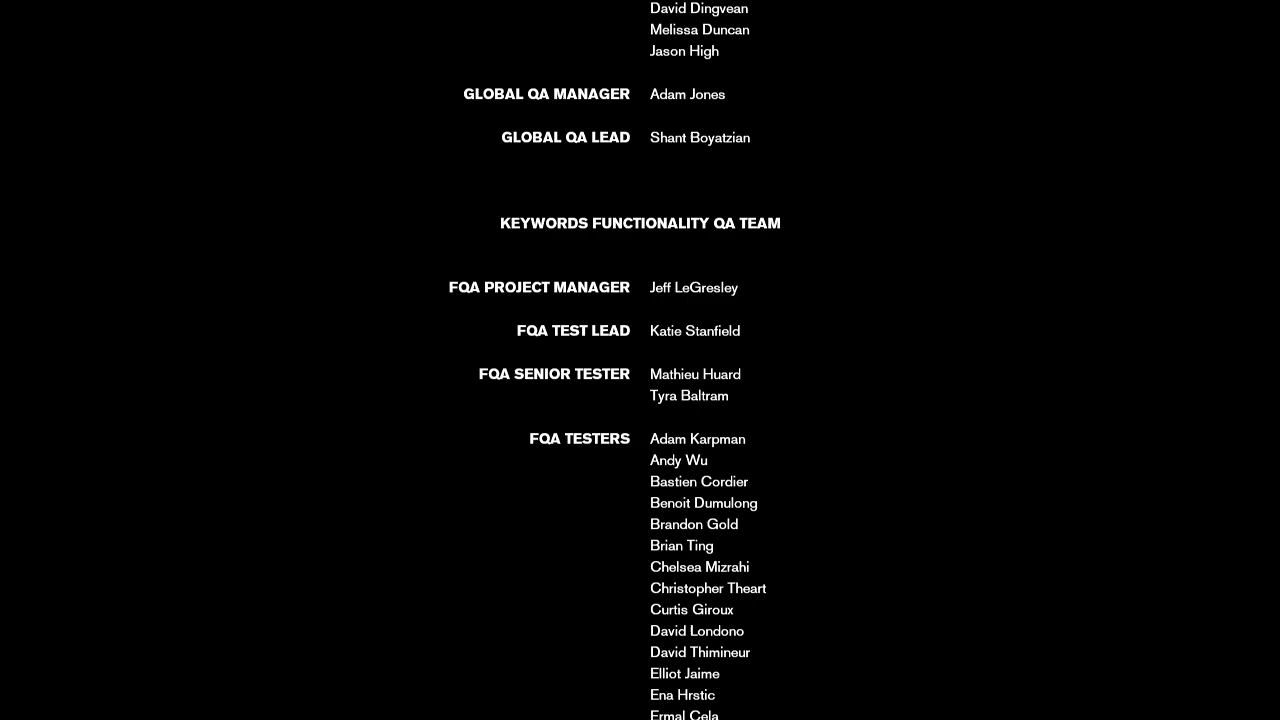 David Dingvean
Melissa Duncan
Jason High
GLOBAL QA MANAGER Adam Jones
GLOBAL QA LEAD Shant Boyatzian
KEYWORDS FUNCTIONALITY QA TEAM
FQA PROJECT MANAGER Jeff LeGresley
FQA TEST LEAD Katie Stanfield
FQA SENIOR TESTER Mathieu Huard
Tyra Baltram
FQA TESTERS Adam Karpman
Andy Wu
Bastien Cordier
Benoit Dumulong
Brandon Gold
Brian Ting
Chelsea Mizrahi
Christopher Theart
Curtis Giroux
David Londono
David Thimineur
Elliot Jaime
Ena Hrstic
Ermal Cela